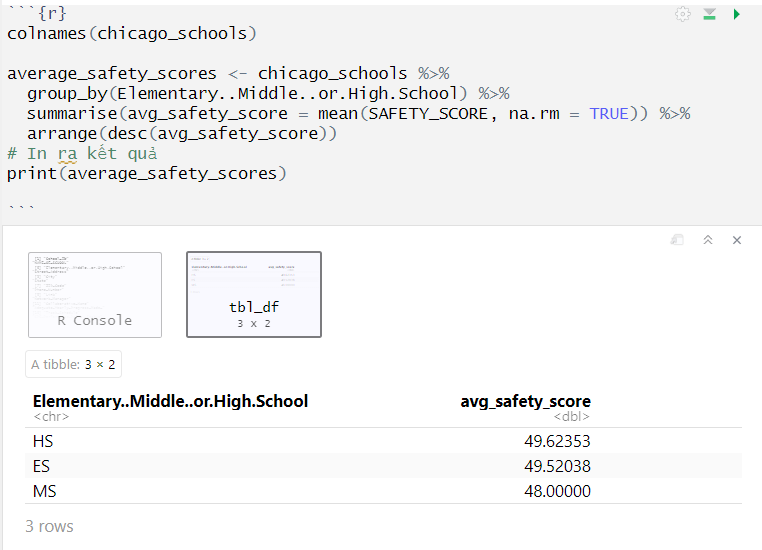 ```{r}
colnames(chicago_schools)
average_safety_scores <- chicago_schools %>%
  group_by(Elementary..Middle..or.High.School) %>%
  summarise(avg_safety_score = mean(SAFETY_SCORE, na.rm = TRUE)) %>%
  arrange(desc(avg_safety_score))
# In ra kết quả
print(average_safety_scores)
```
R Console
tbl_df
3 x 2
A tibble: 3 × 2
Elementary..Middle..or.High.School avg_safety_score
<chr> <dbl>
HS 49.62353
ES 49.52038
MS 48.00000
3 rows